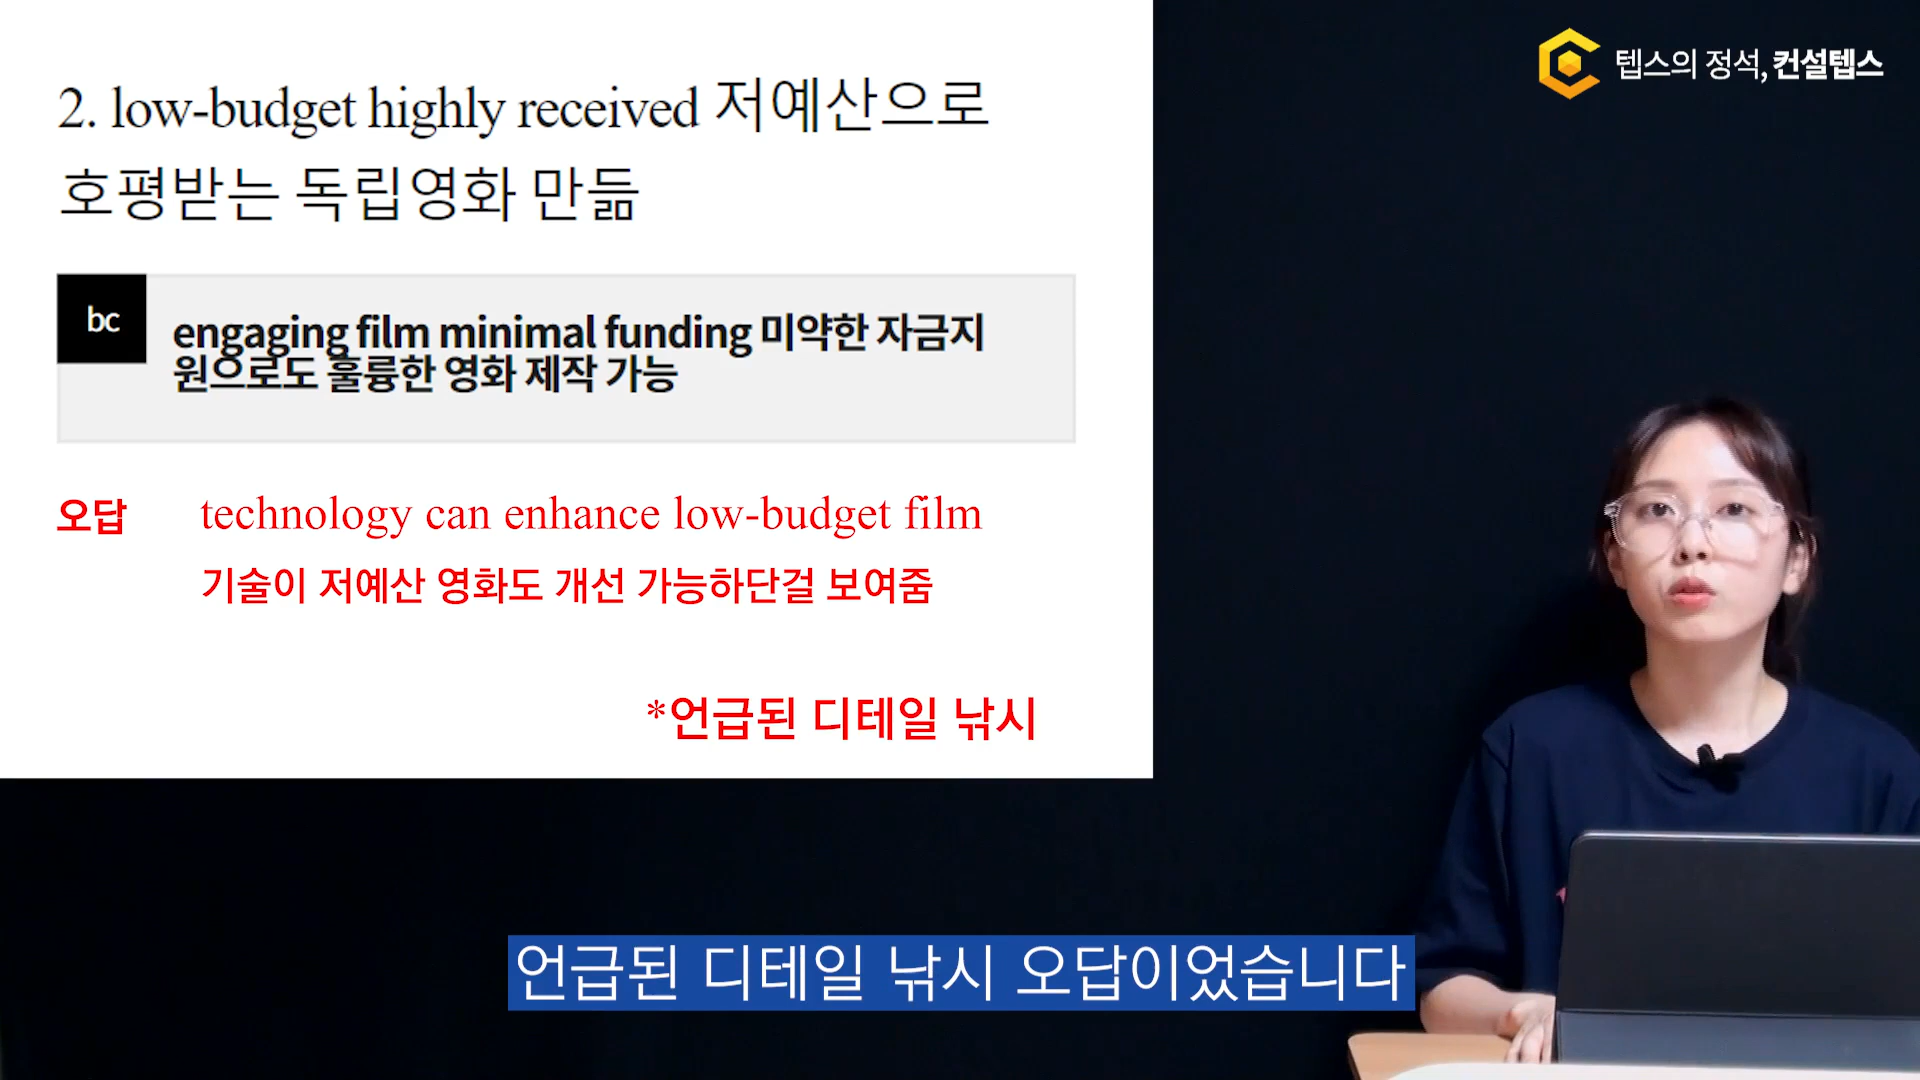 텝스의 정석, 컨설텝스
2. low-budget highly received 저예산으로
호평받는 독립영화 만듦
bc
engaging film minimal funding 미약한 자금지
원으로도 훌륭한 영화 제작 가능
오답 technology can enhance low-budget film
기술이 저예산 영화도 개선 가능하단걸 보여줌
*언급된 디테일 낚시
언급된 디테일 낚시 오답이었습니다